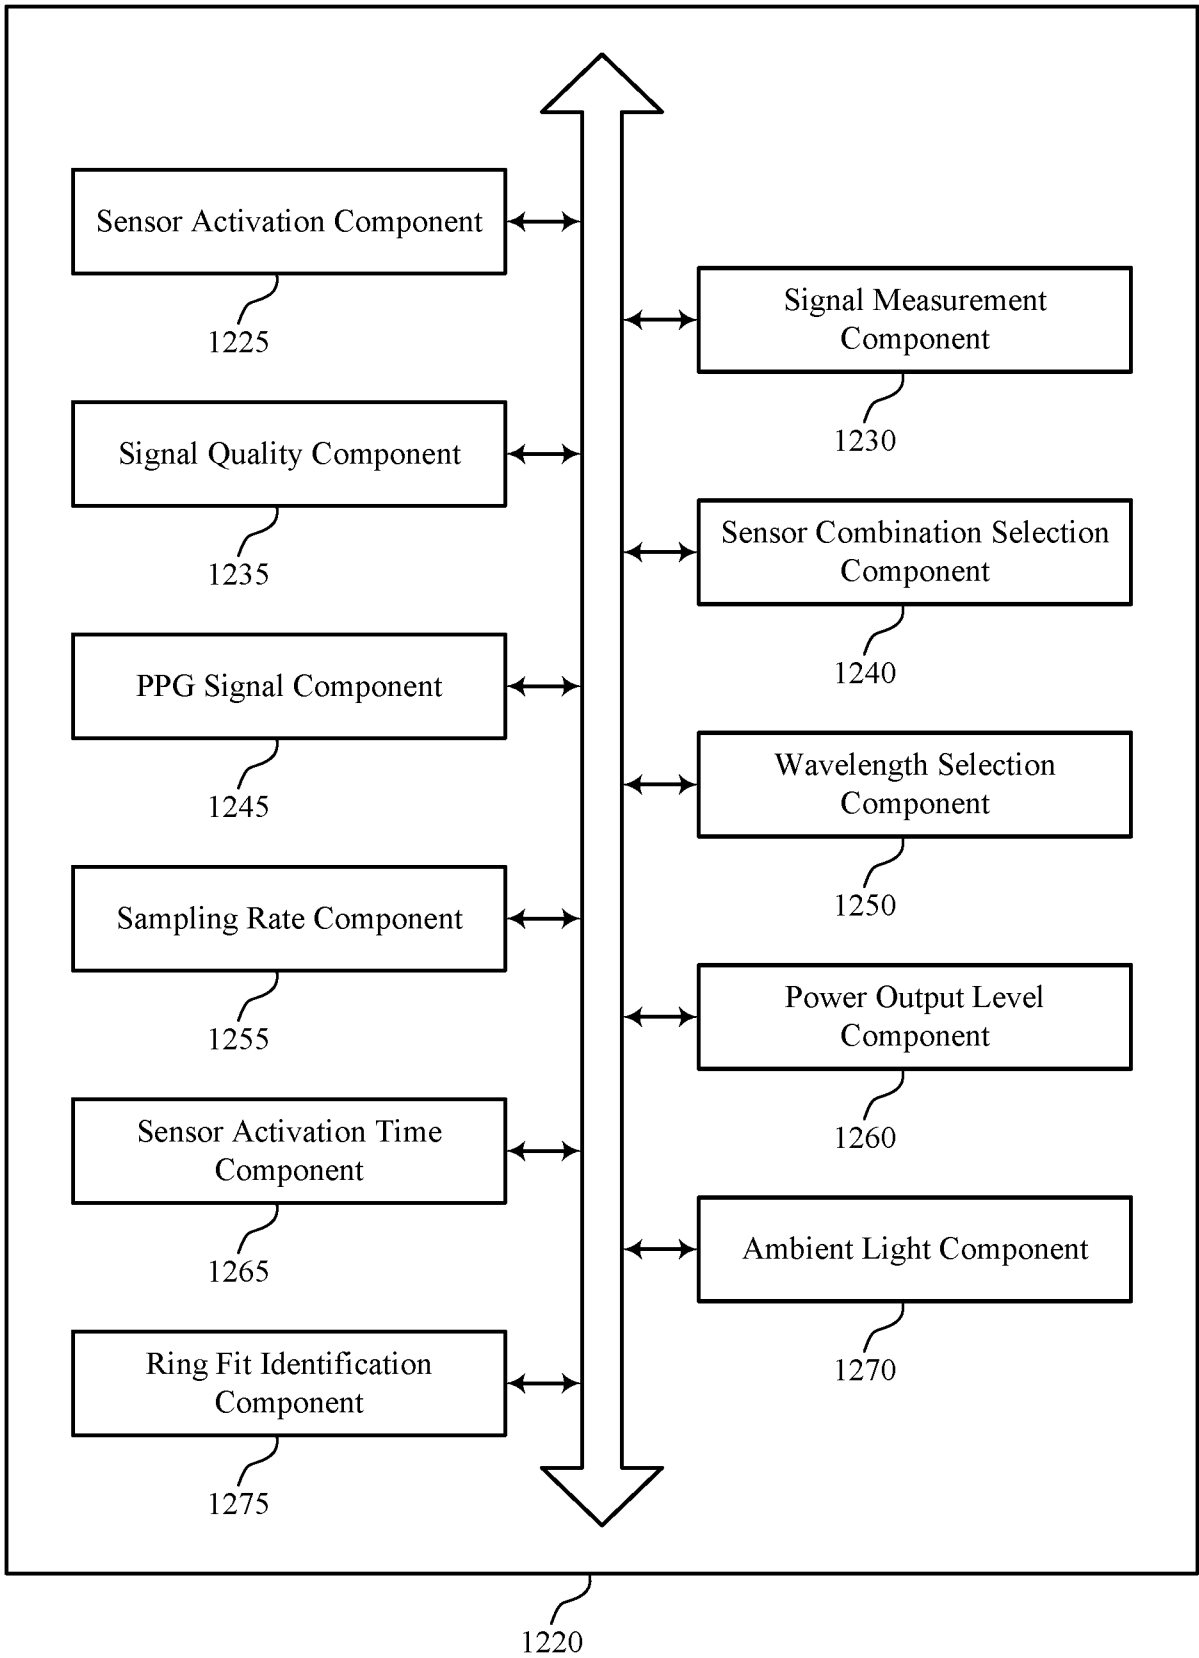 Sensor Activation Component
1225
Signal Measurement
Component
1230
Signal Quality Component
1235
Sensor Combination Selection
Component
1240
PPG Signal Component
1245
Wavelength Selection
Component
1250
Sampling Rate Component
1255
Power Output Level
Component
1260
Sensor Activation Time
Component
1265
Ambient Light Component
1270
Ring Fit Identification
Component
1275
1220